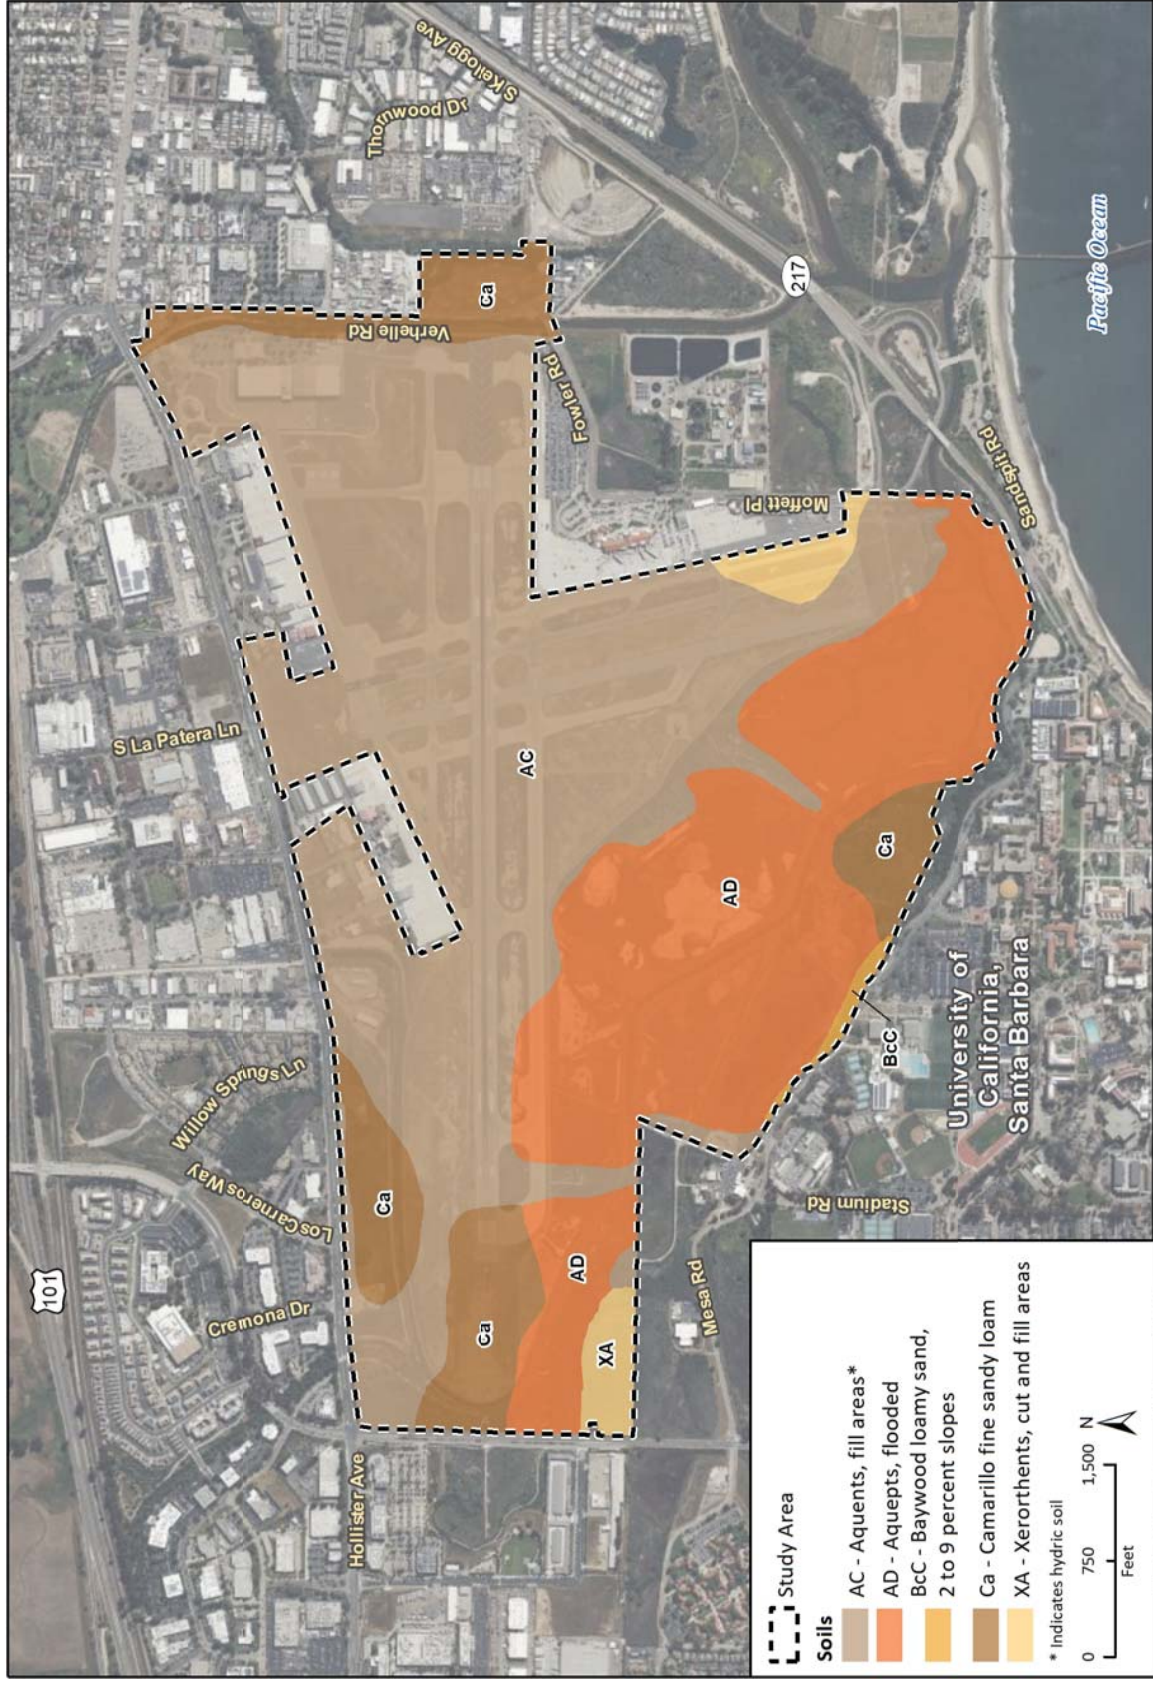 101
Cremona Dr
Los Carneros Way
Willow Springs Ln
S La Patera Ln
Thornwood Dr
S Kellogg Ave
Hollister Ave
Verhelle Rd
Ca
Ca
Ca
AC
Fowler Rd
AD
XA
Mesa Rd
AD
Moffett Pl
217
Stadium Rd
BcC
Ca
Sandspit Rd
University of
California,
Santa Barbara
Pacific Ocean
Study Area
Soils
AC - Aquents, fill areas*
AD - Aquepts, flooded
BcC - Baywood loamy sand,
2 to 9 percent slopes
Ca - Camarillo fine sandy loam
XA - Xerorthents, cut and fill areas
* Indicates hydric soil
0 750 1,500 N
Feet